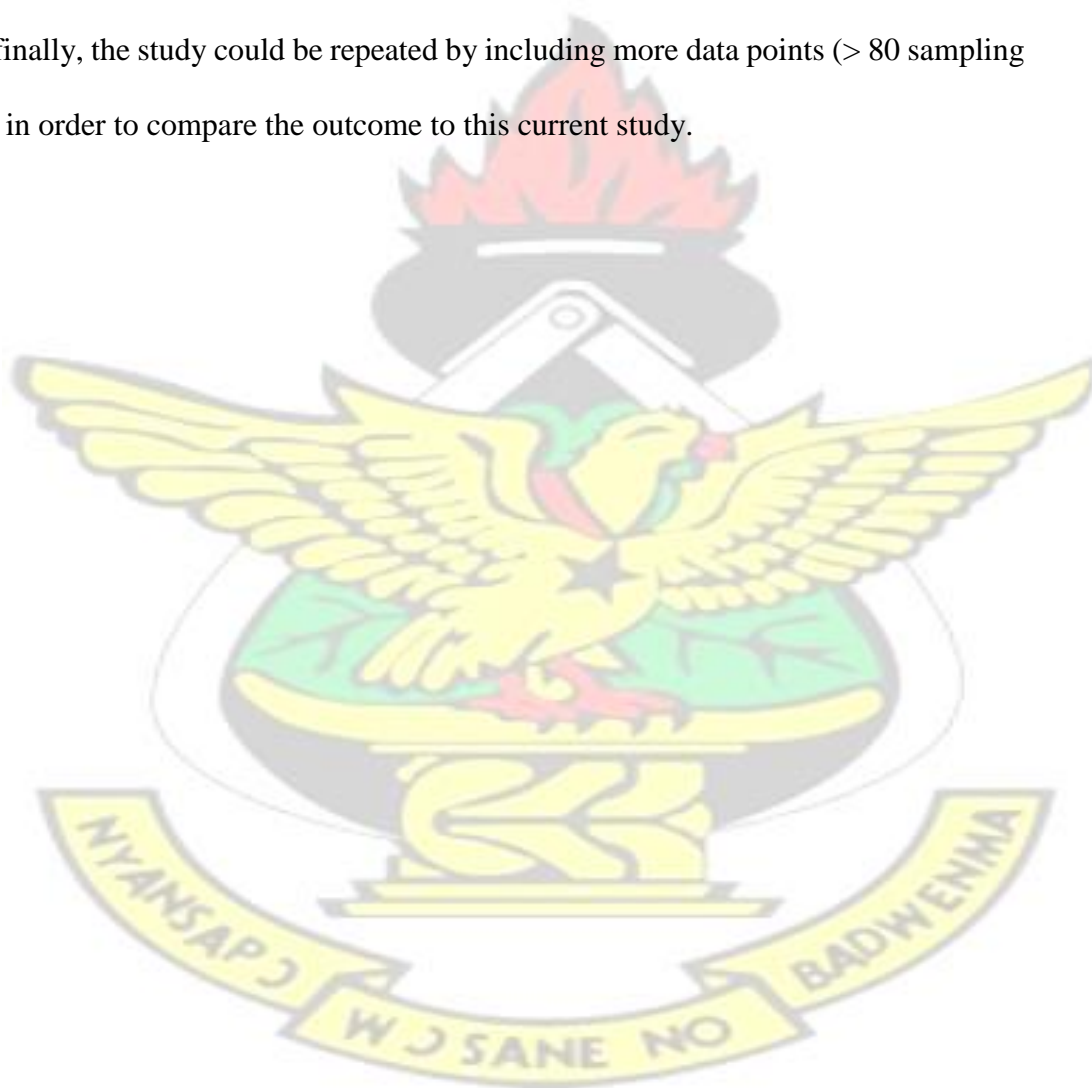 finally, the study could be repeated by including more data points (> 80 sampling
in order to compare the outcome to this current study.
NYANSAPƆ
WƆSANE NO
BADWENMA